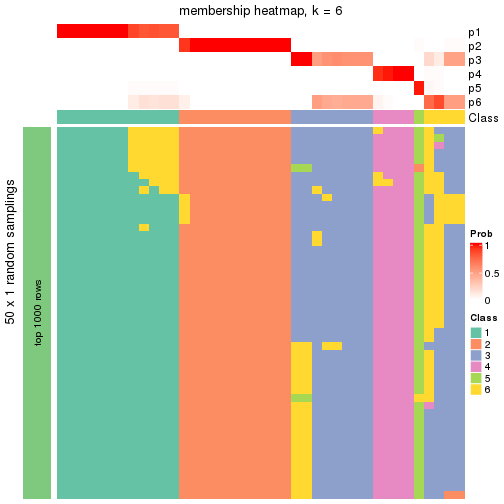 membership heatmap, k = 6
p1
p2
p3
p4
p5
p6
Class
50 x 1 random samplings
top 1000 rows
Prob
1
0.5
0
Class
1
2
3
4
5
6